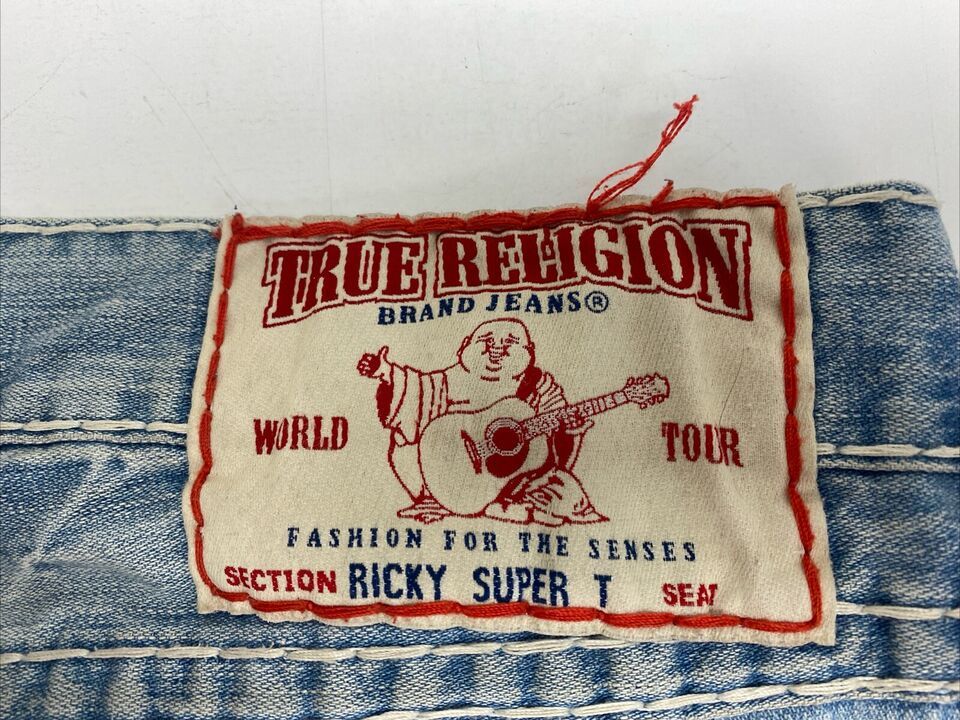 TRUE RELIGION
BRAND JEANS®
WORLD TOUR
FASHION FOR THE SENSES
SECTION RICKY SUPER T SEAT